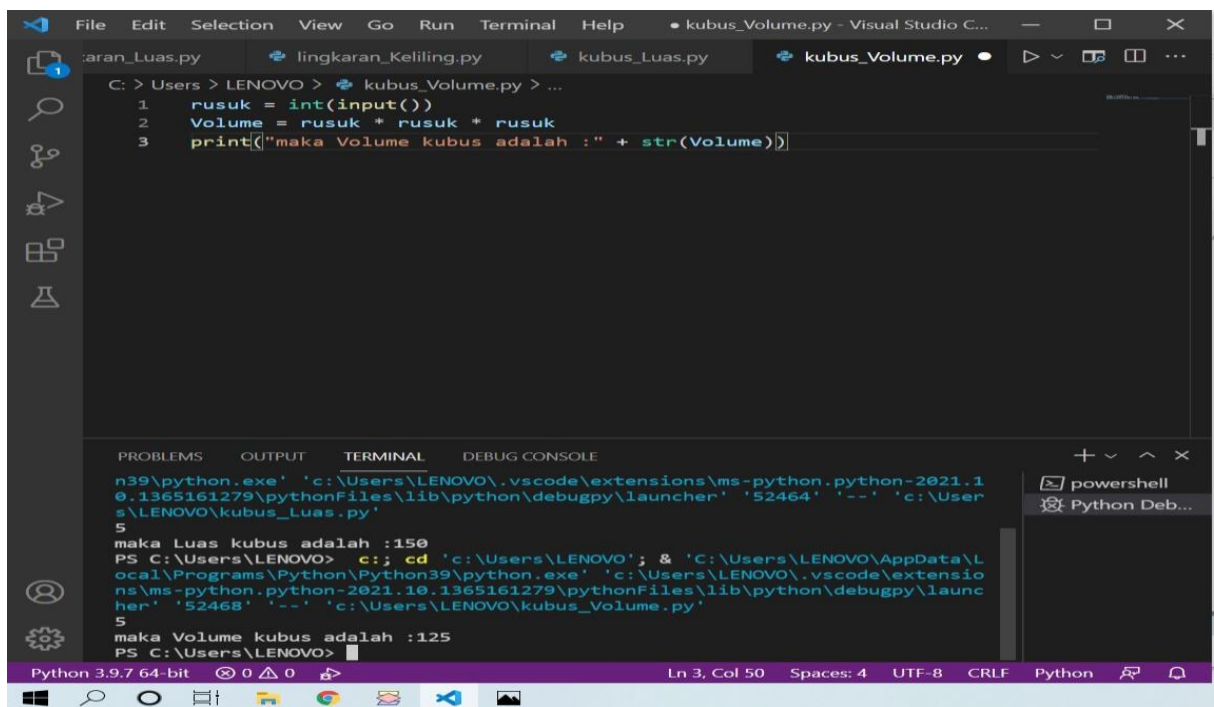 File Edit Selection View Go Run Terminal Help ● kubus_Volume.py - Visual Studio C...
:aran_Luas.py lingkaran_Keliling.py kubus_Luas.py kubus_Volume.py ●
C: > Users > LENOVO > kubus_Volume.py > ...
1 rusuk = int(input())
2 Volume = rusuk * rusuk * rusuk
3 print("maka Volume kubus adalah :" + str(Volume))
1
PROBLEMS OUTPUT TERMINAL DEBUG CONSOLE
n39\python.exe' 'c:\Users\LENOVO\.vscode\extensions\ms-python.python-2021.1
0.1365161279\pythonFiles\lib\python\debugpy\launcher' '52464' '--' 'c:\User
s\LENOVO\kubus_Luas.py'
5
maka Luas kubus adalah :150
PS C:\Users\LENOVO> c:; cd 'c:\Users\LENOVO'; & 'C:\Users\LENOVO\AppData\L
ocal\Programs\Python\Python39\python.exe' 'c:\Users\LENOVO\.vscode\extensio
ns\ms-python.python-2021.10.1365161279\pythonFiles\lib\python\debugpy\launc
her' '52468' '--' 'c:\Users\LENOVO\kubus_Volume.py'
5
maka Volume kubus adalah :125
PS C:\Users\LENOVO>
powershell
Python Deb...
Python 3.9.7 64-bit 0 0 Ln 3, Col 50 Spaces: 4 UTF-8 CRLF Python